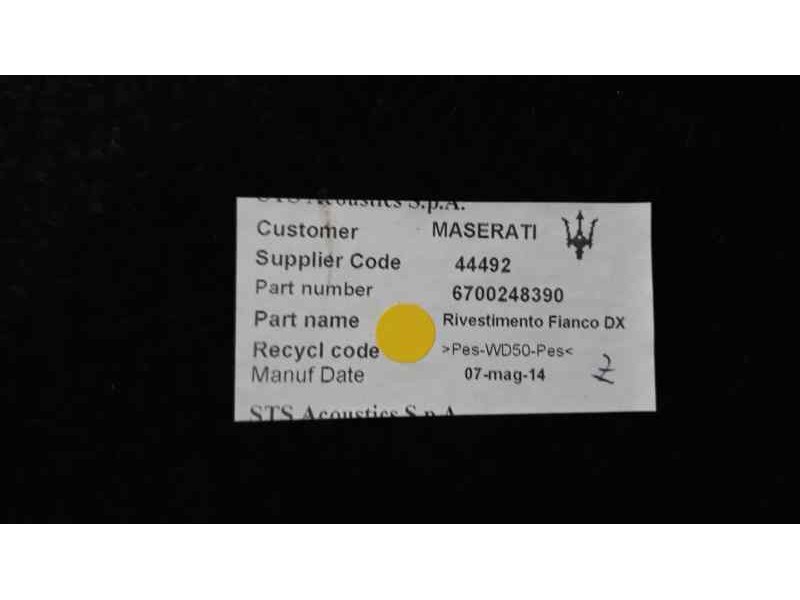 STS Acoustics S.p.A.
Customer MASERATI
Supplier Code 44492
Part number 6700248390
Part name Rivestimento Fianco DX
Recycl code >Pes-WD50-Pes<
Manuf Date 07-mag-14
STS Acoustics S.p.A